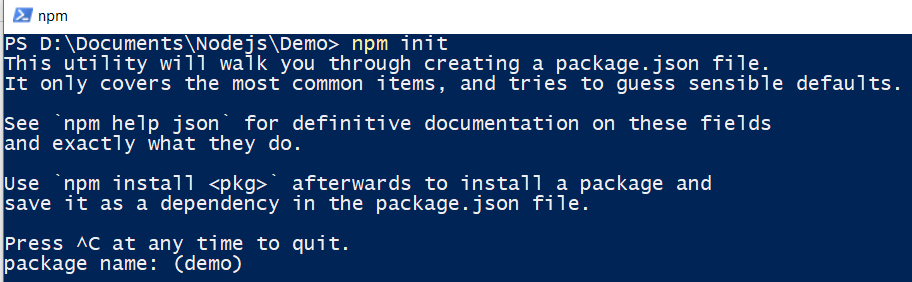 npm
PS D:\Documents\Nodejs\Demo> npm init
This utility will walk you through creating a package.json file.
It only covers the most common items, and tries to guess sensible defaults.
See `npm help json` for definitive documentation on these fields
and exactly what they do.
Use `npm install <pkg>` afterwards to install a package and
save it as a dependency in the package.json file.
Press ^C at any time to quit.
package name: (demo)